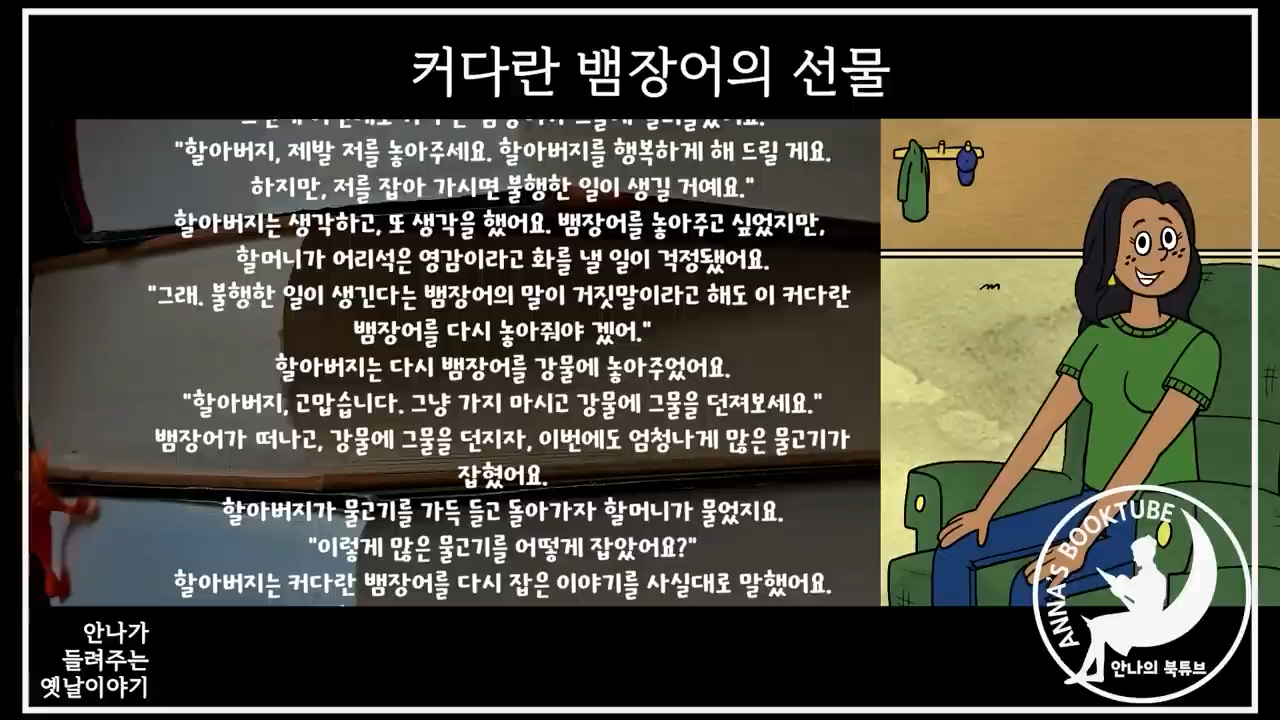 커다란 뱀장어의 선물
"할아버지, 제발 저를 놓아주세요. 할아버지를 행복하게 해 드릴 게요.
하지만, 저를 잡아 가시면 불행한 일이 생길 거예요."
할아버지는 생각하고, 또 생각을 했어요. 뱀장어를 놓아주고 싶었지만,
할머니가 어리석은 영감이라고 화를 낼 일이 걱정됐어요.
"그래. 불행한 일이 생긴다는 뱀장어의 말이 거짓말이라고 해도 이 커다란
뱀장어를 다시 놓아줘야 겠어."
할아버지는 다시 뱀장어를 강물에 놓아주었어요.
"할아버지, 고맙습니다. 그냥 가지 마시고 강물에 그물을 던져보세요."
뱀장어가 떠나고, 강물에 그물을 던지자, 이번에도 엄청나게 많은 물고기가
잡혔어요.
할아버지가 물고기를 가득 들고 돌아가자 할머니가 물었지요.
"이렇게 많은 물고기를 어떻게 잡았어요?"
할아버지는 커다란 뱀장어를 다시 잡은 이야기를 사실대로 말했어요.
안나가
들려주는
옛날이야기
ANNA's BOOKTUBE
안나의 북튜브